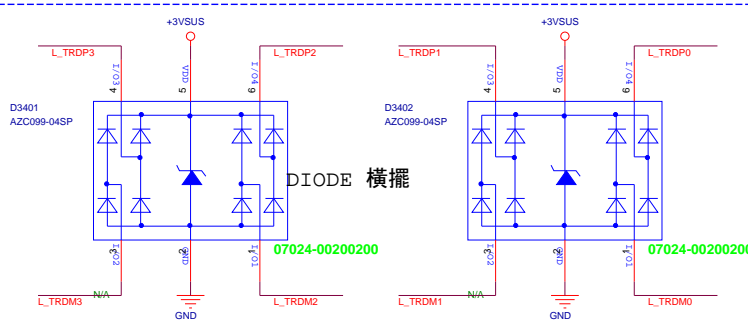 +3VSUS
L_TRDP3
L_TRDP2
I/O3
VDD
I/O4
4
5
6
D3401
AZC099-04SP
DIODE 橫擺
07024-00200200
3
2
1
I/O2
GND
I/O1
N/A
L_TRDM3
L_TRDM2
GND
+3VSUS
L_TRDP1
L_TRDP0
I/O3
VDD
I/O4
4
5
6
D3402
AZC099-04SP
07024-00200200
3
2
1
I/O2
GND
I/O1
N/A
L_TRDM1
L_TRDM0
GND